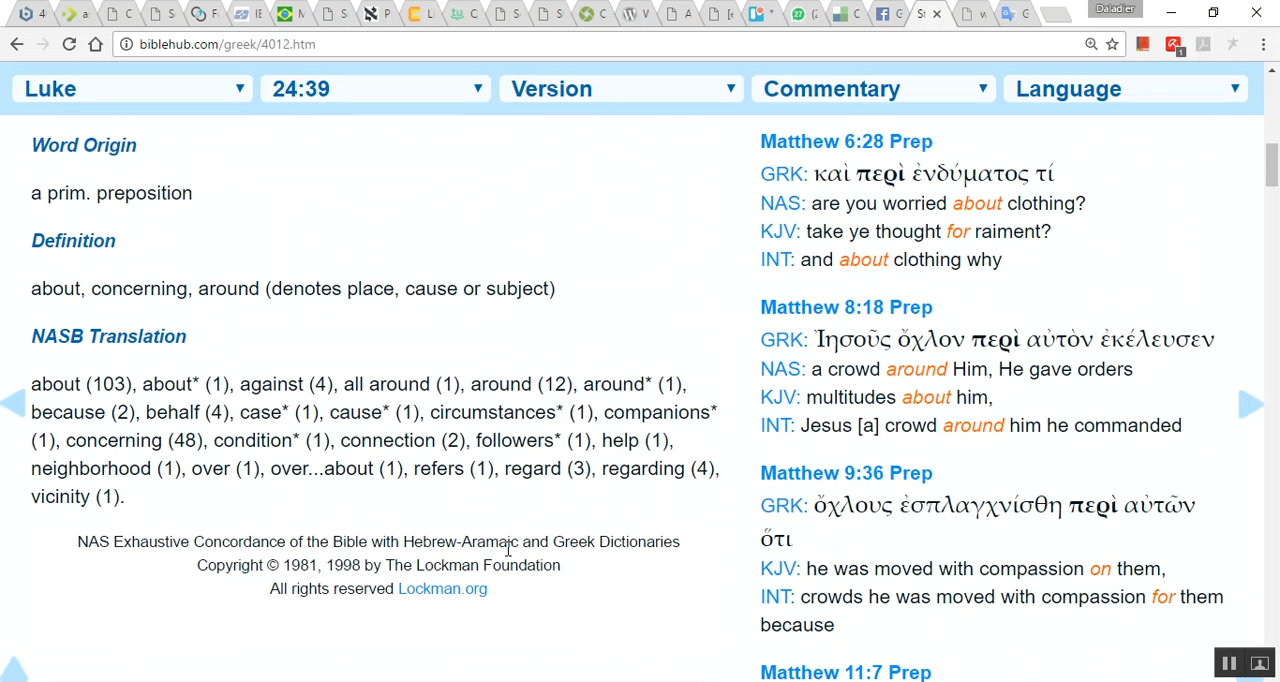 Daladier
biblehub.com/greek/4012.htm
1
Luke
24:39
Version
Commentary
Language
Word Origin
a prim. preposition
Definition
about, concerning, around (denotes place, cause or subject)
NASB Translation
about (103), about* (1), against (4), all around (1), around (12), around* (1),
because (2), behalf (4), case* (1), cause* (1), circumstances* (1), companions*
(1), concerning (48), condition* (1), connection (2), followers* (1), help (1),
neighborhood (1), over (1), over...about (1), refers (1), regard (3), regarding (4),
vicinity (1).
NAS Exhaustive Concordance of the Bible with Hebrew-Aramaic and Greek Dictionaries
Copyright © 1981, 1998 by The Lockman Foundation
All rights reserved Lockman.org
Matthew 6:28 Prep
GRK: καὶ περὶ ἐνδύματος τί
NAS: are you worried about clothing?
KJV: take ye thought for raiment?
INT: and about clothing why
Matthew 8:18 Prep
GRK: Ἰησοῦς ὄχλον περὶ αὐτὸν ἐκέλευσεν
NAS: a crowd around Him, He gave orders
KJV: multitudes about him,
INT: Jesus [a] crowd around him he commanded
Matthew 9:36 Prep
GRK: ὄχλους ἐσπλαγχνίσθη περὶ αὐτῶν
ὅτι
KJV: he was moved with compassion on them,
INT: crowds he was moved with compassion for them
because
Matthew 11:7 Prep